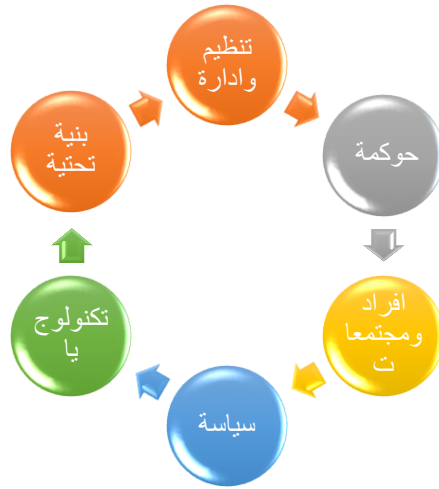 تنظيم
وادارة
حوكمة
افراد
ومجتمعا
ت
سياسة
تكنولوج
يا
بنية
تحتية